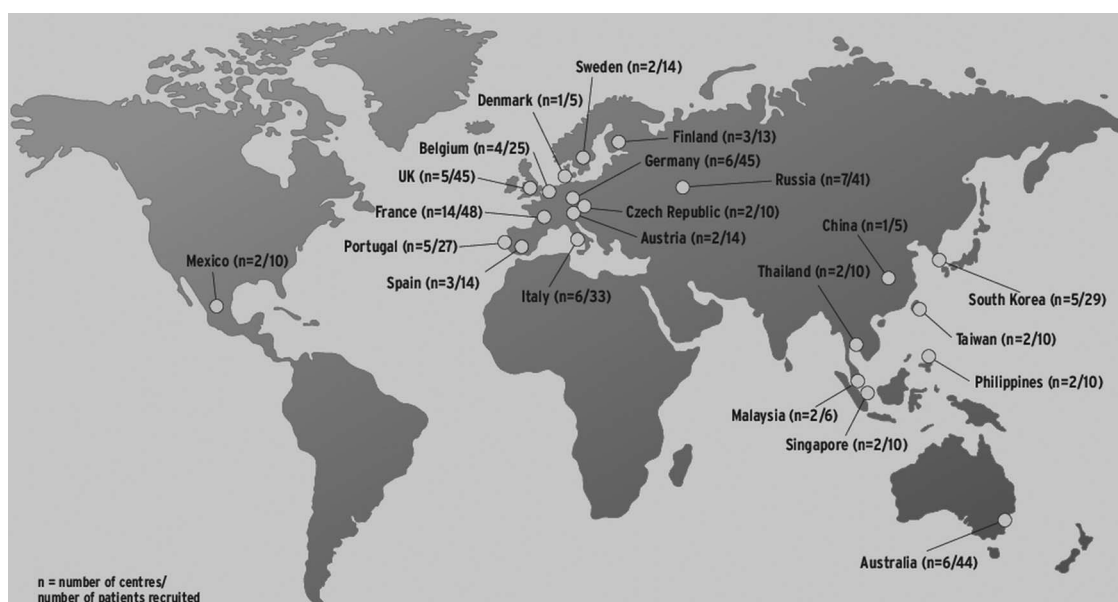 Sweden (n=2/14)
Denmark (n=1/5)
Finland (n=3/13)
Belgium (n=4/25)
Germany (n=6/45)
UK (n=5/45)
Russia (n=7/41)
France (n=14/48)
Czech Republic (n=2/10)
China (n=1/5)
Austria (n=2/14)
Portugal (n=5/27)
Mexico (n=2/10)
Thailand (n=2/10)
Spain (n=3/14)
Italy (n=6/33)
South Korea (n=5/29)
Taiwan (n=2/10)
Philippines (n=2/10)
Malaysia (n=2/6)
Singapore (n=2/10)
Australia (n=6/44)
n = number of centres/
number of patients recruited